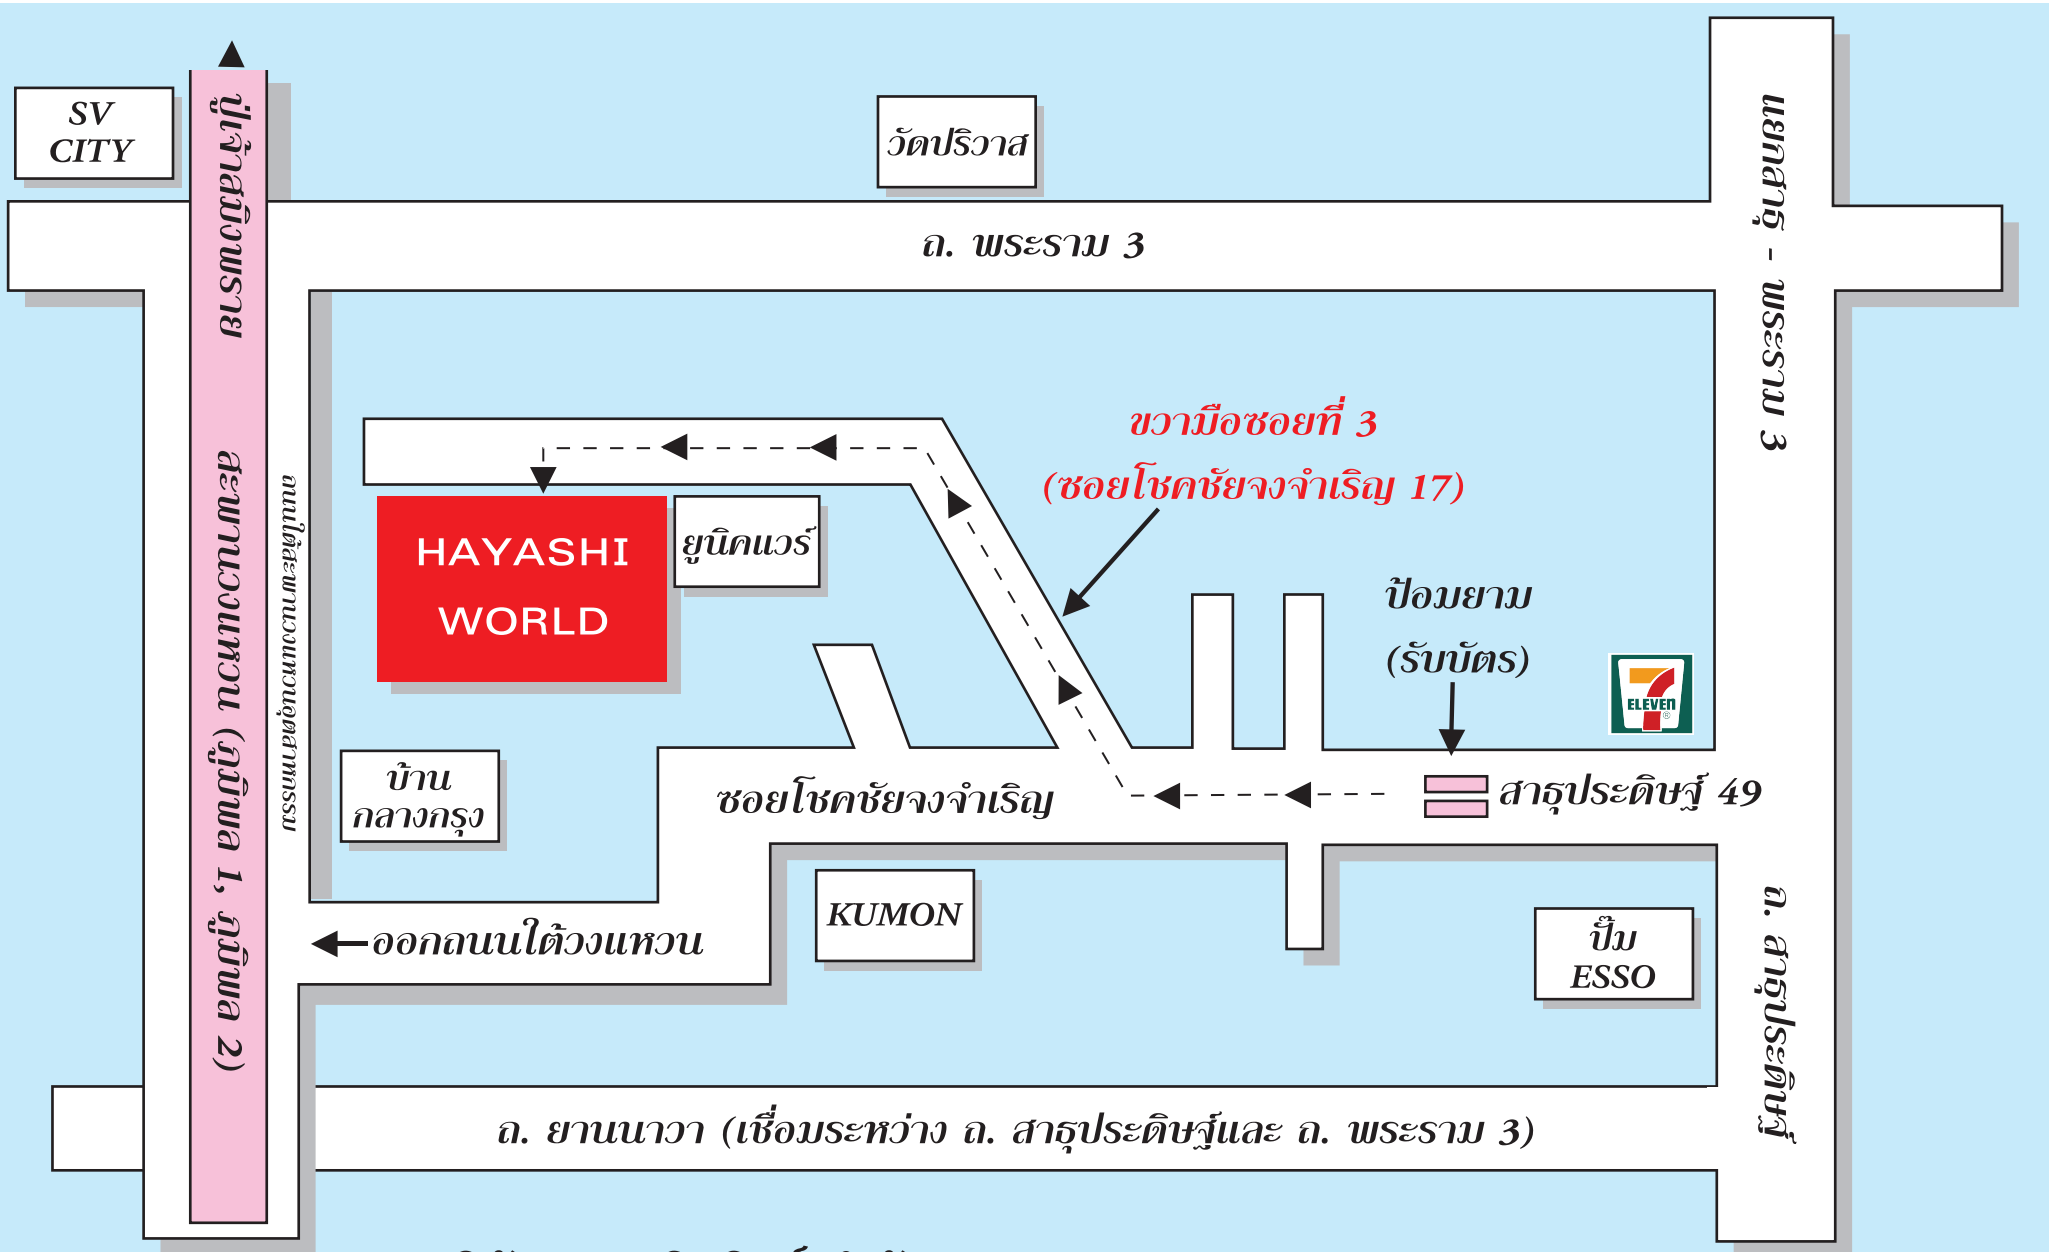 SV
CITY
ปู่เจ้าสมิงพราย
วัดปริวาส
แยกสาธุ - พระราม 3
ถ. พระราม 3
ขวามือซอยที่ 3
(ซอยโชคชัยจงจำเริญ 17)
สะพานวงแหวน (ภูมิพล 1, ภูมิพล 2)
ถนนใต้สะพานวงแหวนอุตสาหกรรม
HAYASHI
WORLD
ยูนิคแวร์
ป้อมยาม
(รับบัตร)
7
ELEVEN
®
บ้าน
กลางกรุง
ซอยโชคชัยจงจำเริญ
สาธุประดิษฐ์ 49
KUMON
ออกถนนใต้วงแหวน
ปั๊ม
ESSO
ถ. สาธุประดิษฐ์
ถ. ยานนาวา (เชื่อมระหว่าง ถ. สาธุประดิษฐ์และ ถ. พระราม 3)